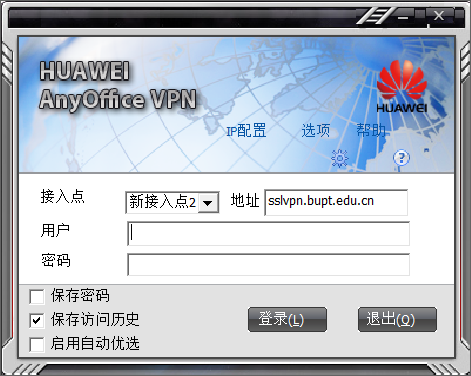 HUAWEI
AnyOffice VPN
HUAWEI
IP配置 选项 帮助
接入点 新接入点2 地址 sslvpn.bupt.edu.cn
用户
密码
保存密码
保存访问历史
启用自动优选
登录(L) 退出(Q)